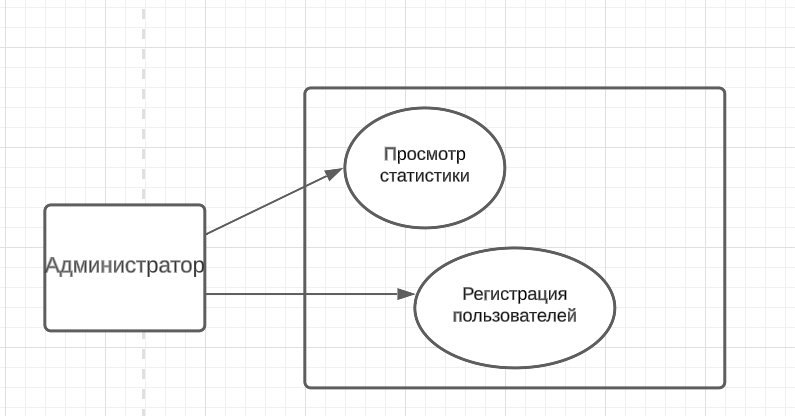 Просмотр
статистики
Администратор
Регистрация
пользователей